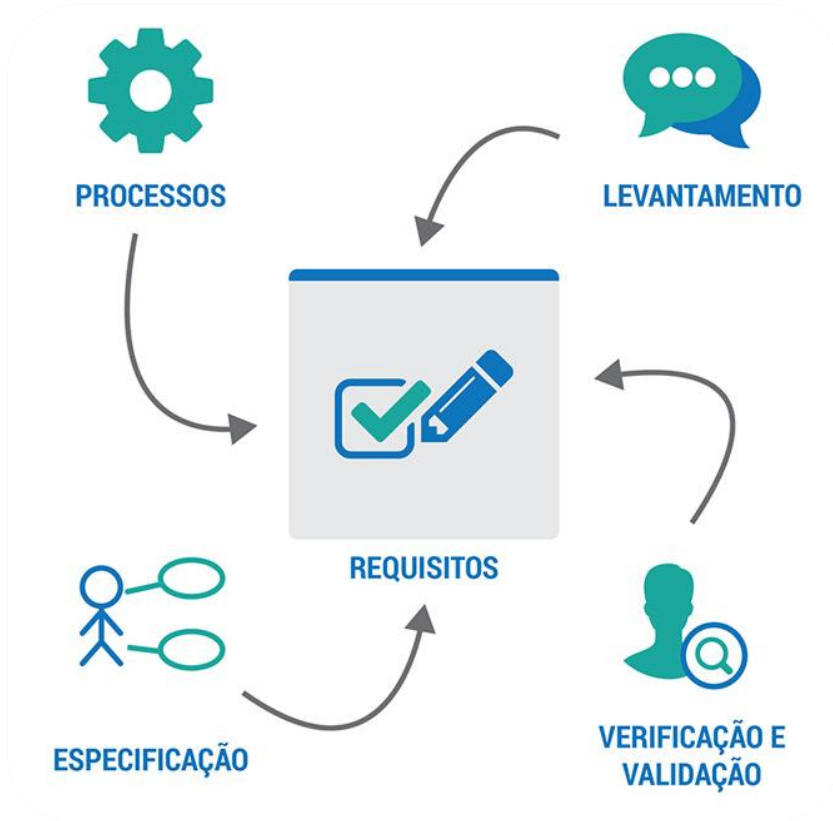 PROCESSOS
LEVANTAMENTO
REQUISITOS
ESPECIFICAÇÃO
VERIFICAÇÃO E
VALIDAÇÃO